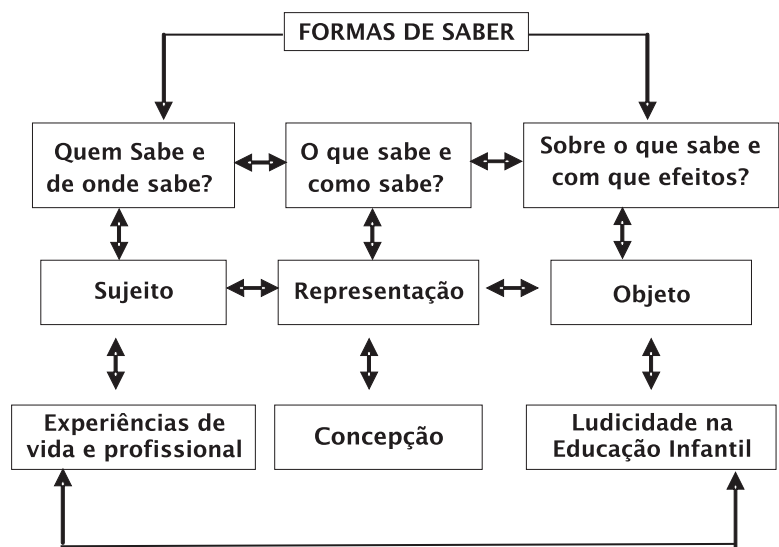 FORMAS DE SABER
Quem Sabe e
de onde sabe?
O que sabe e
como sabe?
Sobre o que sabe e
com que efeitos?
Sujeito
Representação
Objeto
Experiências de
vida e profissional
Concepção
Ludicidade na
Educação Infantil